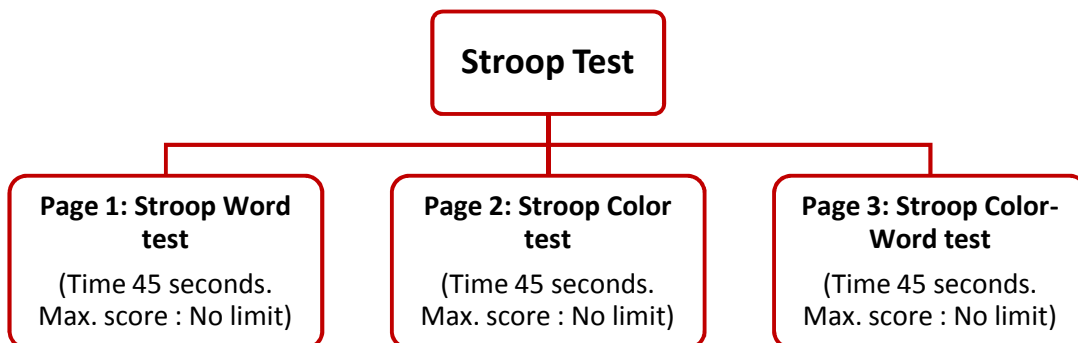 Stroop Test
Page 1: Stroop Word
test
(Time 45 seconds.
Max. score : No limit)
Page 2: Stroop Color
test
(Time 45 seconds.
Max. score : No limit)
Page 3: Stroop Color-
Word test
(Time 45 seconds.
Max. score : No limit)